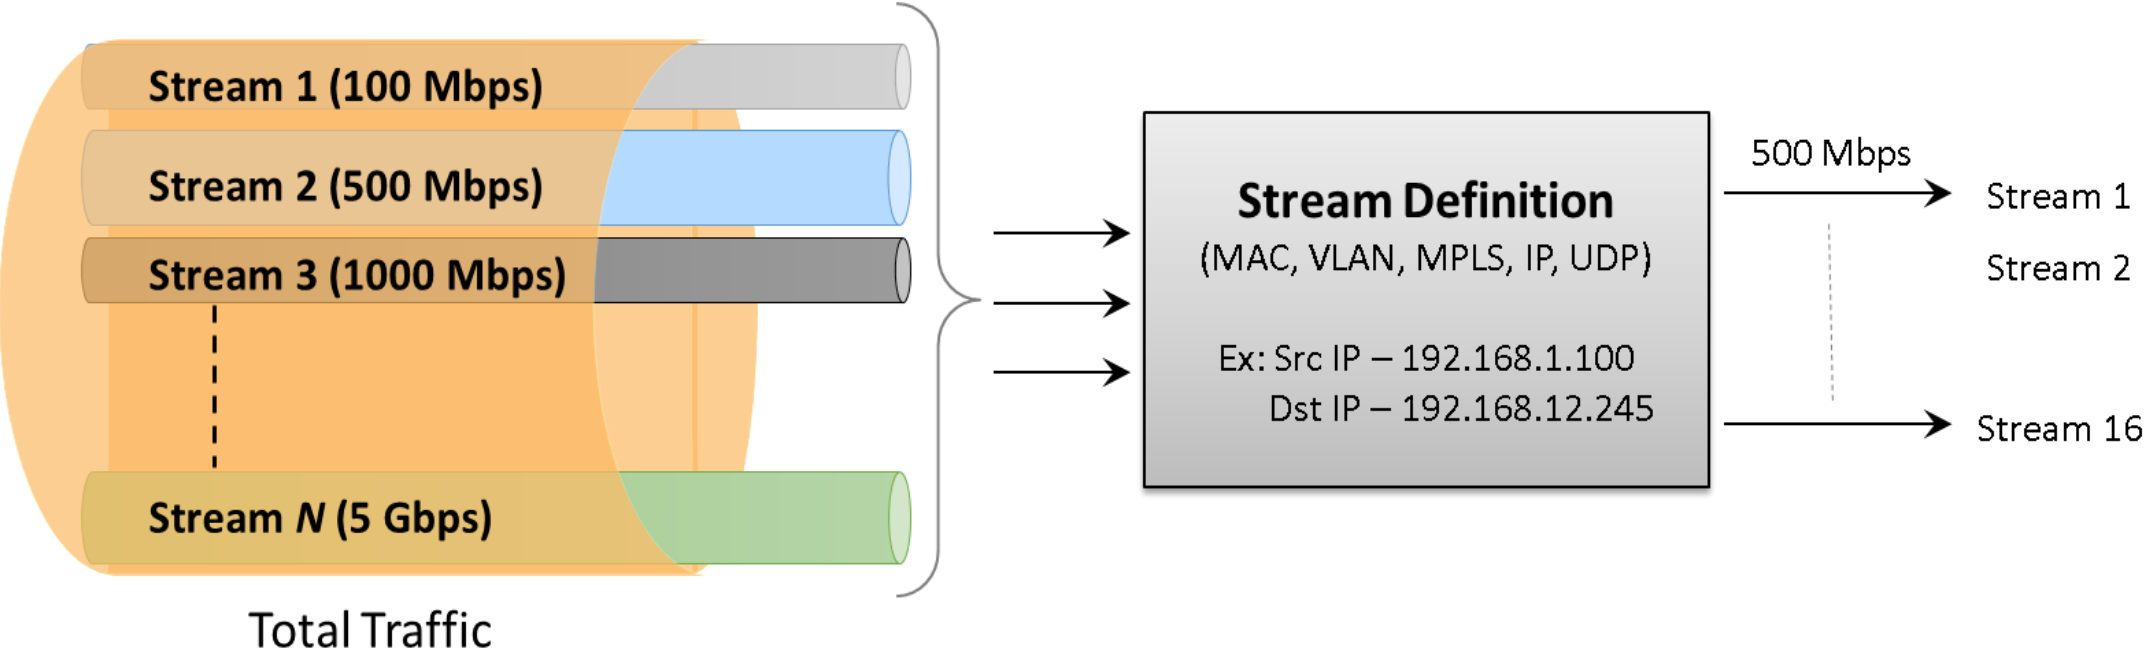 Stream 1 (100 Mbps)
Stream 2 (500 Mbps)
Stream 3 (1000 Mbps)
Stream N (5 Gbps)
Total Traffic
Stream Definition
(MAC, VLAN, MPLS, IP, UDP)
Ex: Src IP – 192.168.1.100
Dst IP – 192.168.12.245
500 Mbps
Stream 1
Stream 2
Stream 16